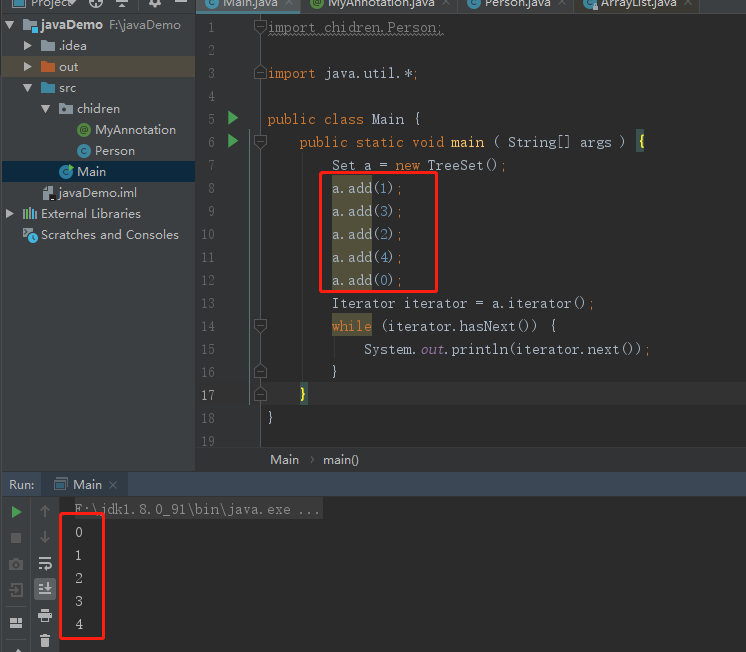 Project
Main.java
MyAnnotation.java
Person.java
ArrayList.java
javaDemo F:\javaDemo
.idea
out
src
chidren
MyAnnotation
Person
Main
javaDemo.iml
External Libraries
Scratches and Consoles
1 import chidren.Person;
2
3 import java.util.*;
4
5 public class Main {
6 public static void main ( String[] args ) {
7 Set a = new TreeSet();
8 a.add(1);
9 a.add(3);
10 a.add(2);
11 a.add(4);
12 a.add(0);
13 Iterator iterator = a.iterator();
14 while (iterator.hasNext()) {
15 System.out.println(iterator.next());
16 }
17 }
18 }
19
Main > main()
Run: Main
F:\jdk1.8.0_91\bin\java.exe ...
0
1
2
3
4